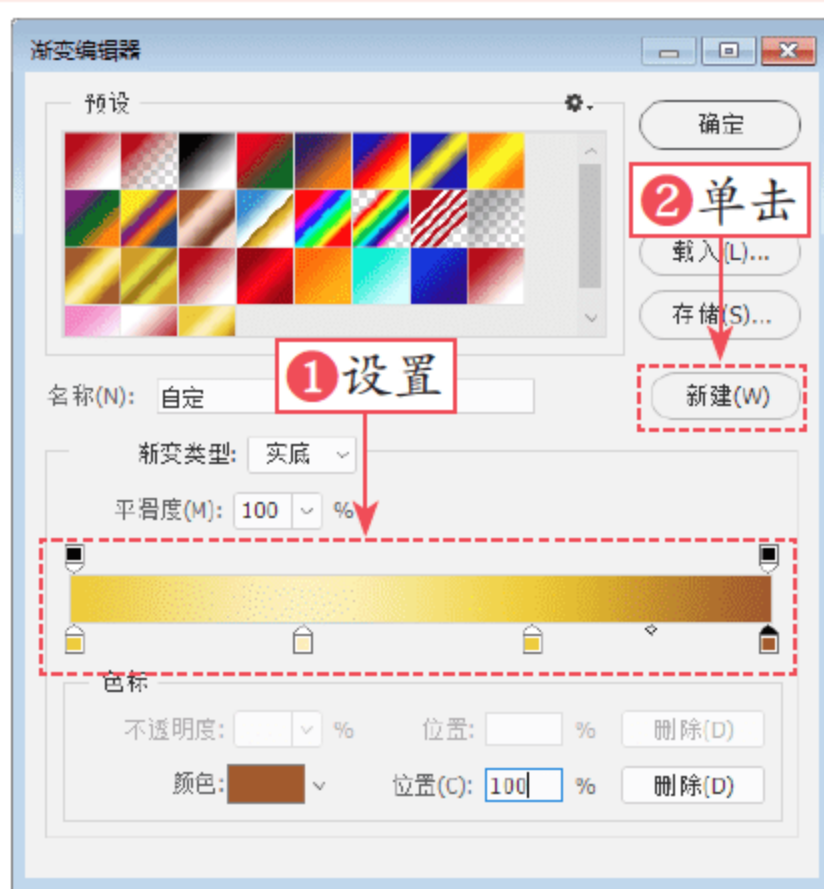 渐变编辑器
预设
确定
❷单击
载入(L)...
存储(S)...
❶设置
名称(N): 自定
新建(W)
渐变类型: 实底
平滑度(M): 100 %
色标
不透明度: % 位置: % 删除(D)
颜色: 位置(C): 100 % 删除(D)